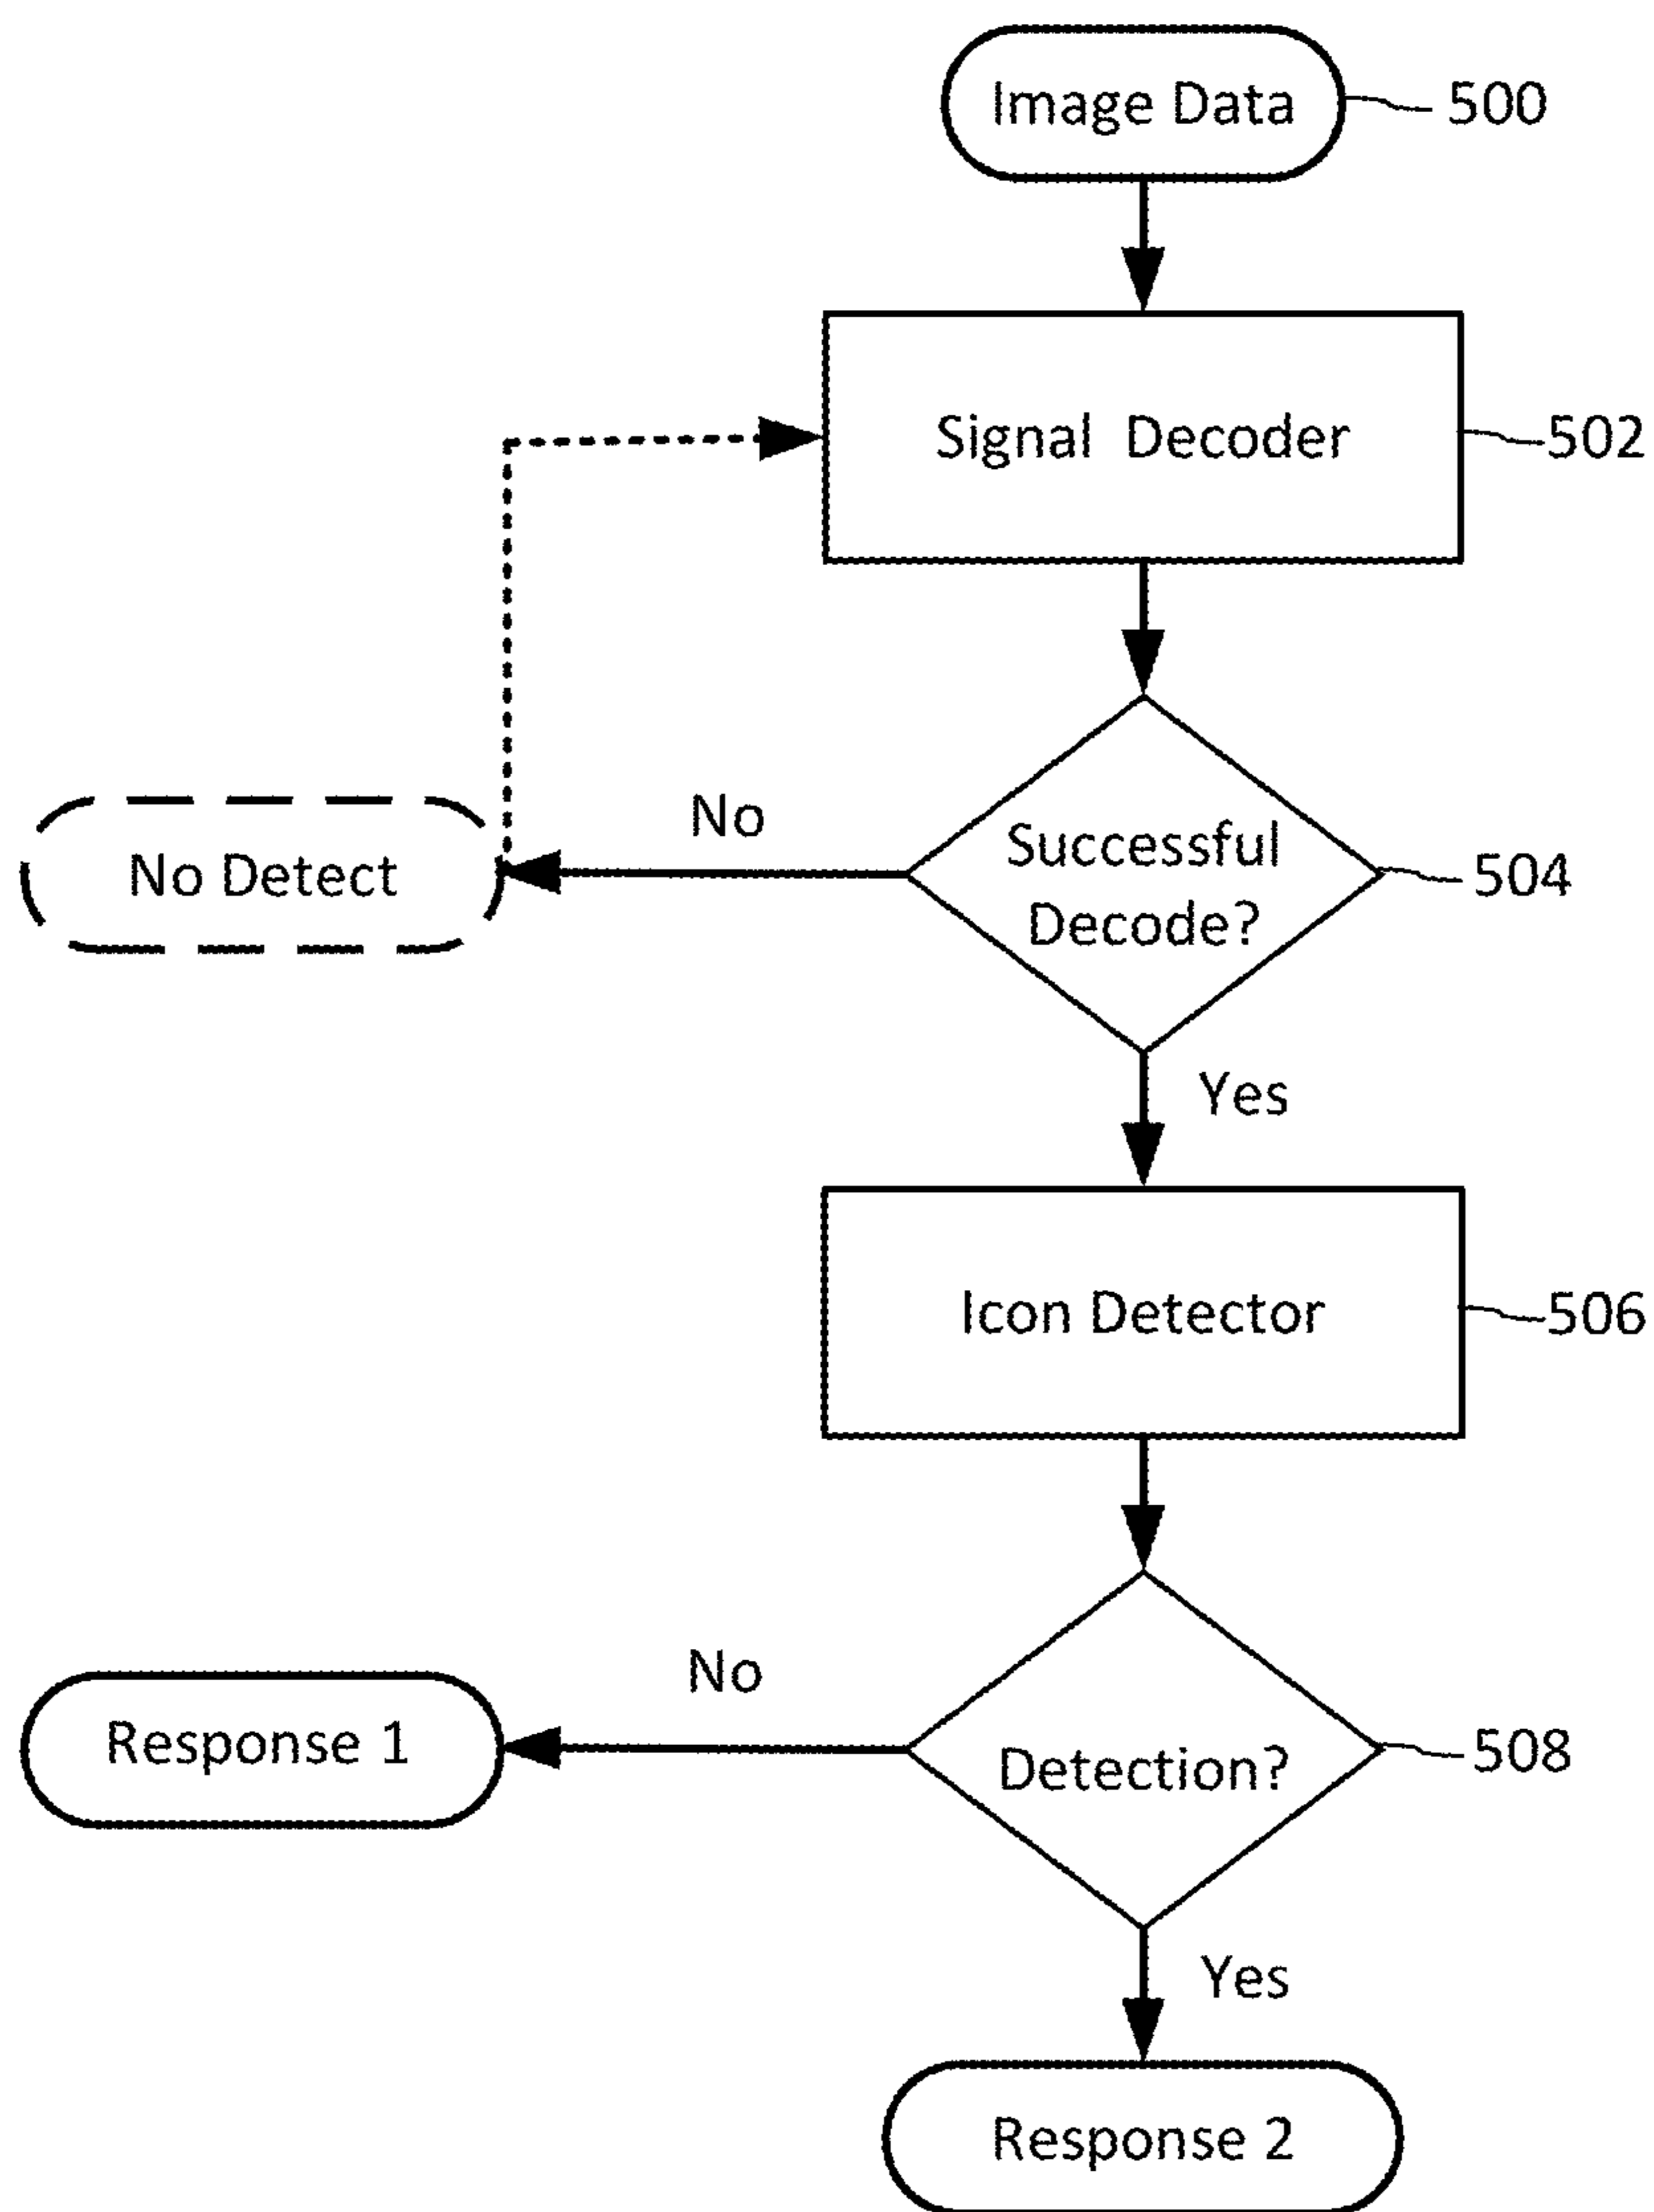 Image Data
500
Signal Decoder
502
No
Successful
Decode?
504
No Detect
Yes
Icon Detector
506
No
Response 1
Detection?
508
Yes
Response 2